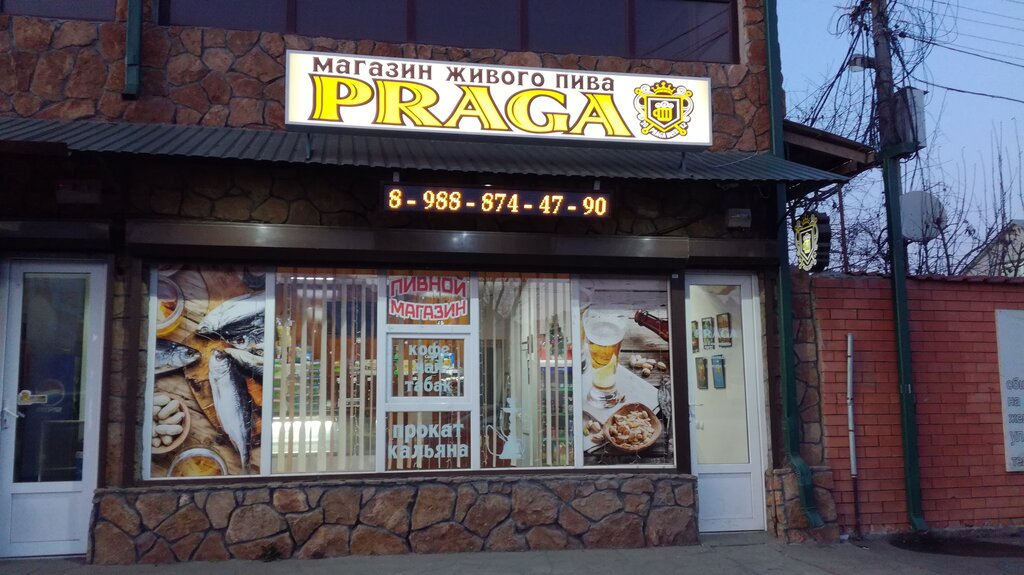 магазин живого пива
PRAGA
8-988-874-47-90
ПИВНОЙ
МАГАЗИН
кофе
чай
табак
прокат
кальяна